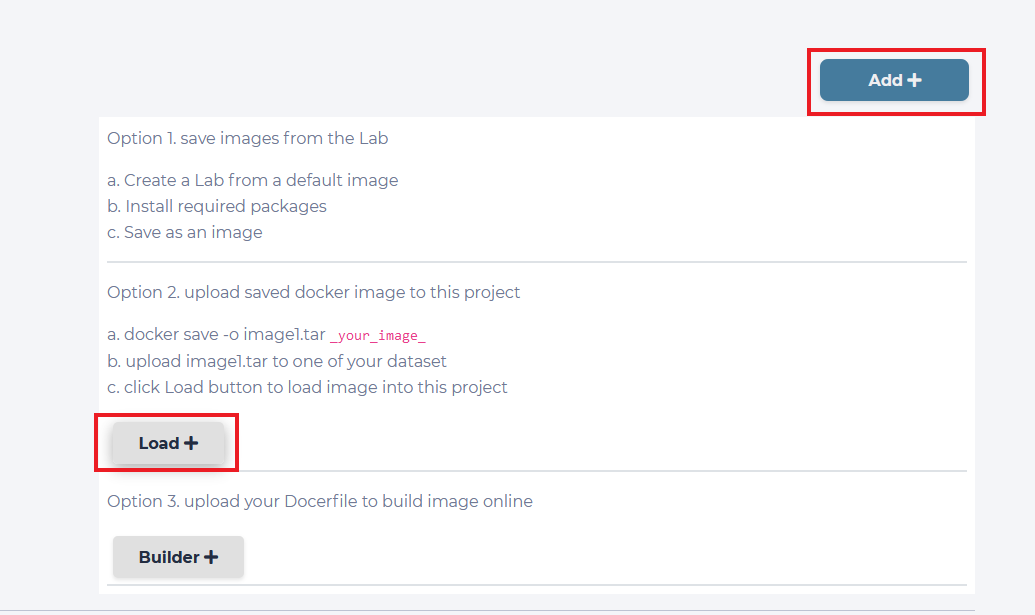 Add +
Option 1. save images from the Lab
a. Create a Lab from a default image
b. Install required packages
c. Save as an image
Option 2. upload saved docker image to this project
a. docker save -o image1.tar _your_image_
b. upload image1.tar to one of your dataset
c. click Load button to load image into this project
Load +
Option 3. upload your Docerfile to build image online
Builder +